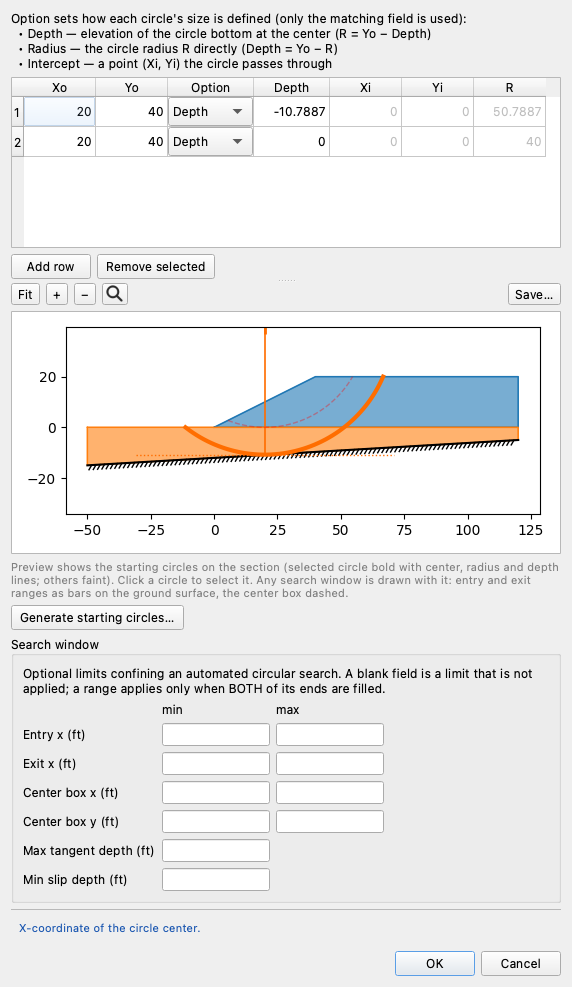 Option sets how each circle's size is defined (only the matching field is used):
• Depth — elevation of the circle bottom at the center (R = Yo – Depth)
• Radius — the circle radius R directly (Depth = Yo – R)
• Intercept — a point (Xi, Yi) the circle passes through
Xo Yo Option Depth Xi Yi R
1 20 40 Depth -10.7887 0 0 50.7887
2 20 40 Depth 0 0 0 40
Add row Remove selected
Fit + − Save...
20
0
−20
−50 −25 0 25 50 75 100 125
Preview shows the starting circles on the section (selected circle bold with center, radius and depth
lines; others faint). Click a circle to select it. Any search window is drawn with it: entry and exit
ranges as bars on the ground surface, the center box dashed.
Generate starting circles...
Search window
Optional limits confining an automated circular search. A blank field is a limit that is not
applied; a range applies only when BOTH of its ends are filled.
min max
Entry x (ft)
Exit x (ft)
Center box x (ft)
Center box y (ft)
Max tangent depth (ft)
Min slip depth (ft)
X-coordinate of the circle center.
OK Cancel